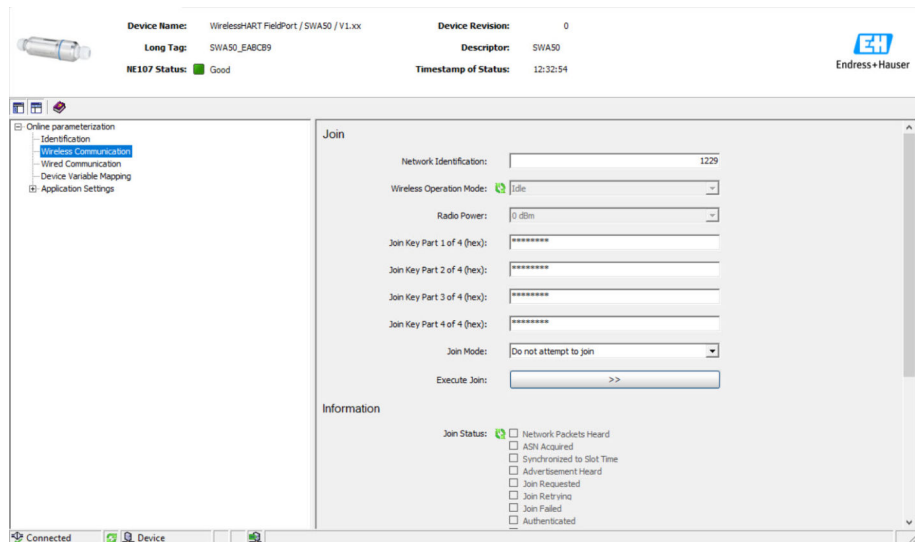 Device Name: WirelessHART FieldPort / SWA50 / V1.xx Device Revision: 0
Long Tag: SWA50_EABCB9 Descriptor: SWA50
NE107 Status: Good Timestamp of Status: 12:32:54
EH
Endress+Hauser
Online parameterization
Identification
Wireless Communication
Wired Communication
Device Variable Mapping
Application Settings
Join
Network Identification: 1229
Wireless Operation Mode: Idle
Radio Power: 0 dBm
Join Key Part 1 of 4 (hex): ********
Join Key Part 2 of 4 (hex): ********
Join Key Part 3 of 4 (hex): ********
Join Key Part 4 of 4 (hex): ********
Join Mode: Do not attempt to join
Execute Join: >>
Information
Join Status: Network Packets Heard
ASN Acquired
Synchronized to Slot Time
Advertisement Heard
Join Requested
Join Retrying
Join Failed
Authenticated
Connected Device